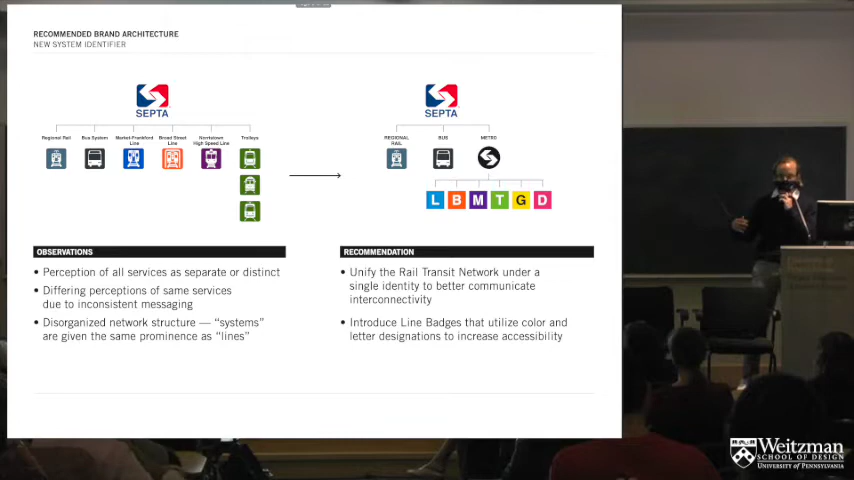 RECOMMENDED BRAND ARCHITECTURE
NEW SYSTEM IDENTIFIER
SEPTA
SEPTA
Regional Rail
Bus System
Market-Frankford
Line
Broad Street
Line
Norristown
High Speed Line
Trolleys
REGIONAL
RAIL
BUS
METRO
L B M T G D
OBSERVATIONS
• Perception of all services as separate or distinct
• Differing perceptions of same services
due to inconsistent messaging
• Disorganized network structure — “systems”
are given the same prominence as “lines”
RECOMMENDATION
• Unify the Rail Transit Network under a
single identity to better communicate
interconnectivity
• Introduce Line Badges that utilize color and
letter designations to increase accessibility
Weitzman
SCHOOL OF DESIGN
UNIVERSITY OF PENNSYLVANIA